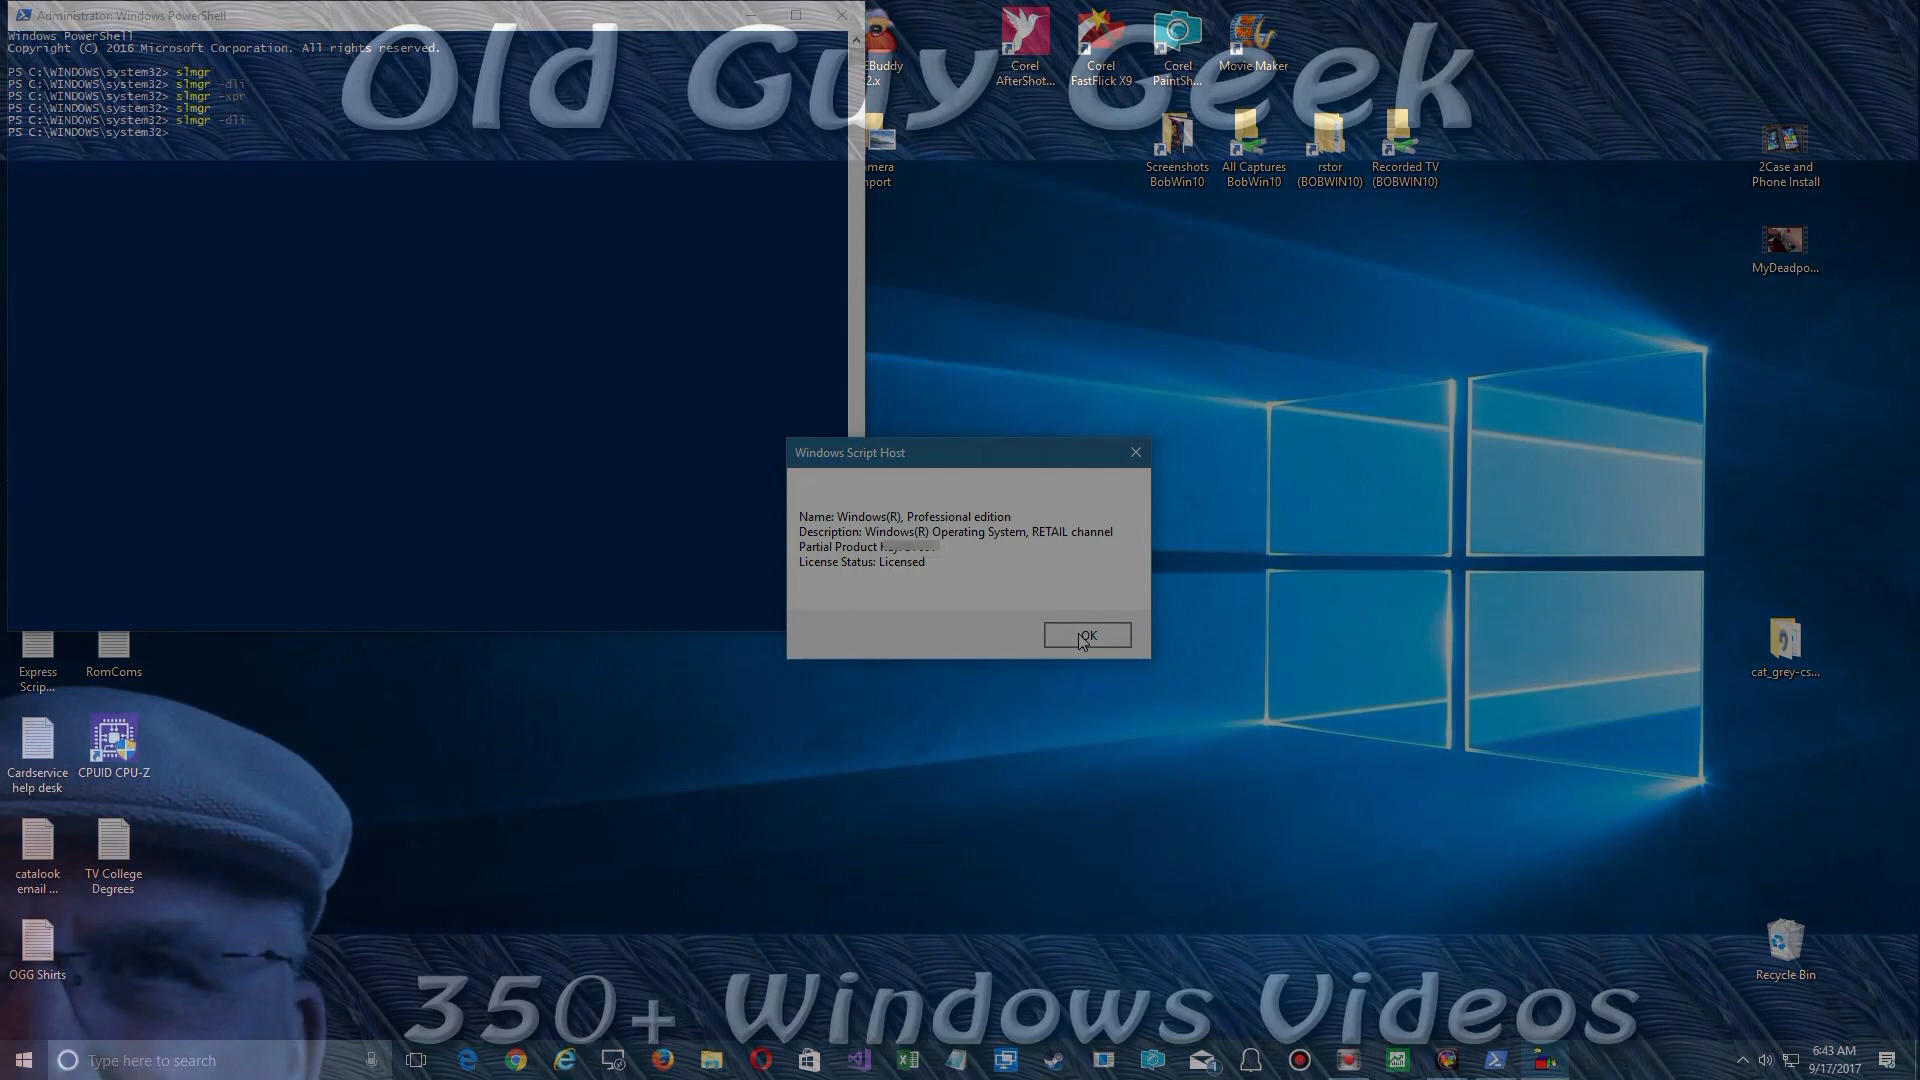 Administrator: Windows PowerShell
Windows PowerShell
Copyright (C) 2016 Microsoft Corporation. All rights reserved.
PS C:\WINDOWS\system32> slmgr
PS C:\WINDOWS\system32> slmgr -dli
PS C:\WINDOWS\system32> slmgr -xpr
PS C:\WINDOWS\system32> slmgr
PS C:\WINDOWS\system32> slmgr -dli
PS C:\WINDOWS\system32>
Old Guy Geek
Buddy
2.x
Corel
AfterShot...
Corel
FastFlick X9
Corel
PaintSh...
Movie Maker
mera
port
Screenshots
BobWin10
All Captures
BobWin10
rstor
(BOBWIN10)
Recorded TV
(BOBWIN10)
2Case and
Phone Install
MyDeadpo...
Windows Script Host
Name: Windows(R), Professional edition
Description: Windows(R) Operating System, RETAIL channel
Partial Product
License Status: Licensed
OK
Express
Scrip...
RomComs
cat_grey-cs...
Cardservice
help desk
CPUID CPU-Z
catalook
email ...
TV College
Degrees
OGG Shirts
Recycle Bin
350+ Windows Videos
Type here to search
6:43 AM
9/17/2017